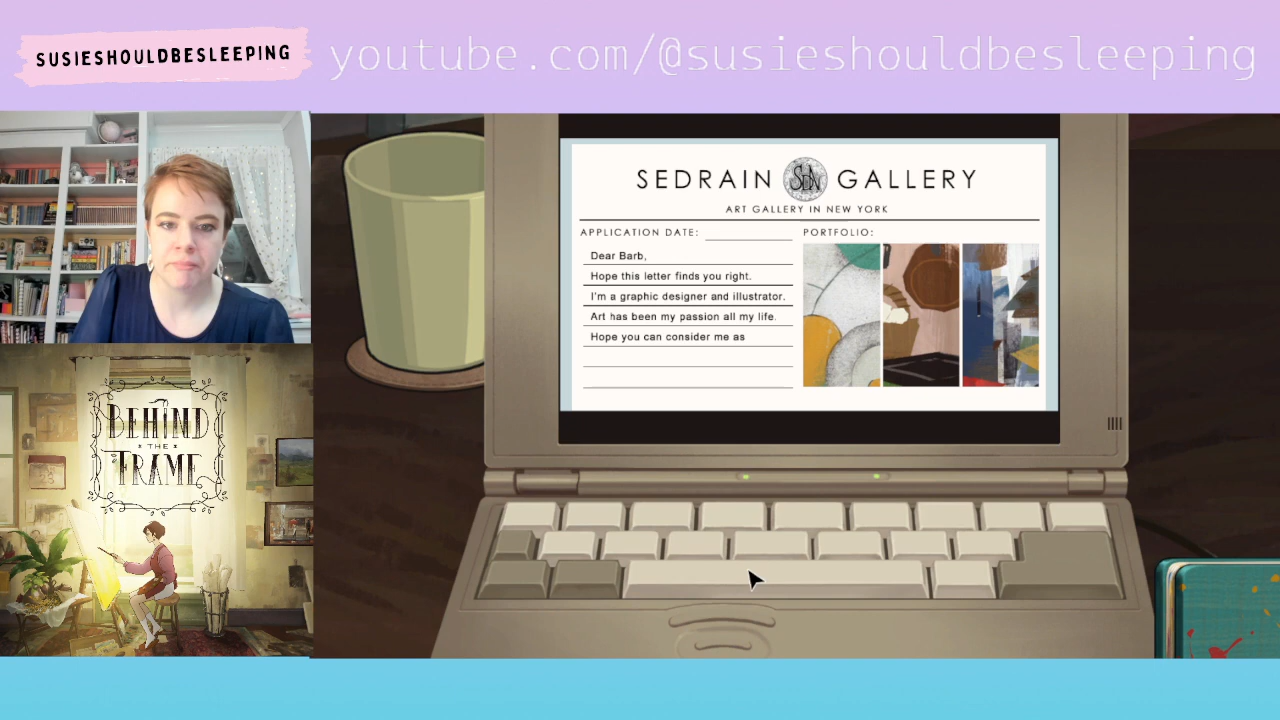 SUSIESHOULDBESLEEPING
youtube.com/@susieshouldbesleeping
BEHIND
THE
FRAME
SEDRAIN SEN GALLERY
ART GALLERY IN NEW YORK
APPLICATION DATE:
PORTFOLIO:
Dear Barb,
Hope this letter finds you right.
I'm a graphic designer and illustrator.
Art has been my passion all my life.
Hope you can consider me as